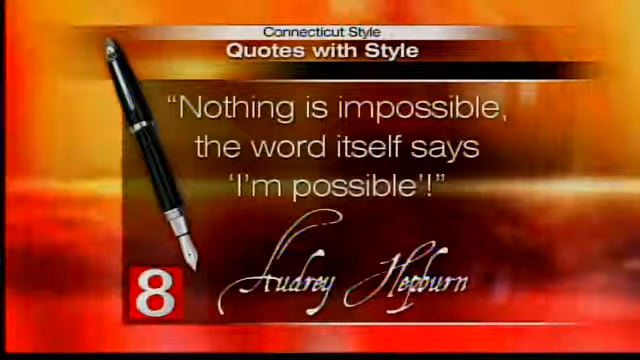 Connecticut Style
Quotes with Style
“Nothing is impossible,
the word itself says
‘I’m possible’!”
Audrey Hepburn
8